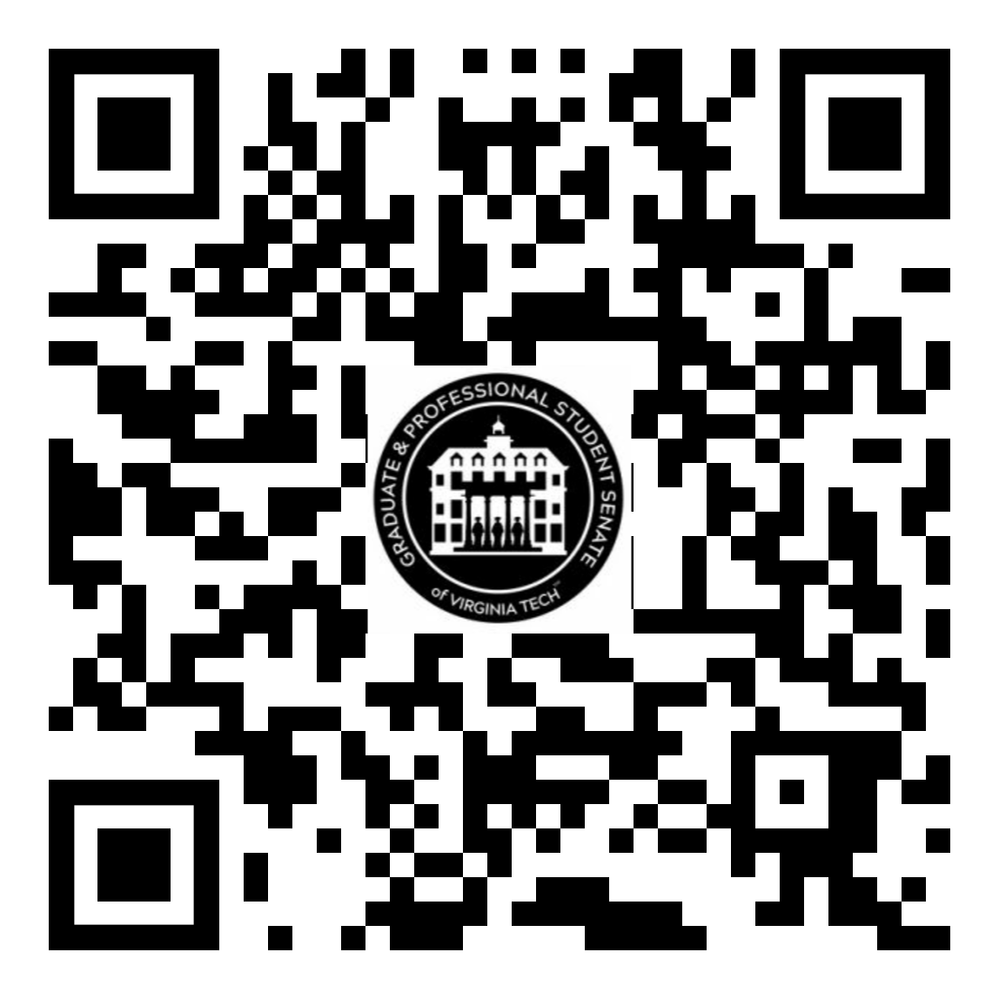 GRADUATE & PROFESSIONAL STUDENT SENATE
of VIRGINIA TECH™